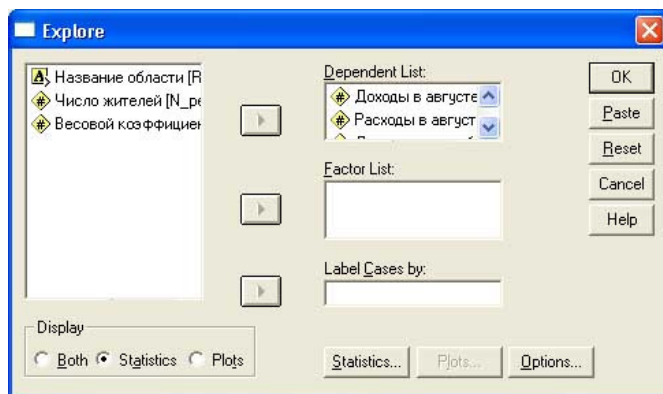 Explore
Название области [R
Число жителей [N_pe
Весовой коэффициен
Dependent List:
Доходы в августе
Расходы в август
Factor List:
Label Cases by:
OK
Paste
Reset
Cancel
Help
Display
Both
Statistics
Plots
Statistics...
Plots...
Options...